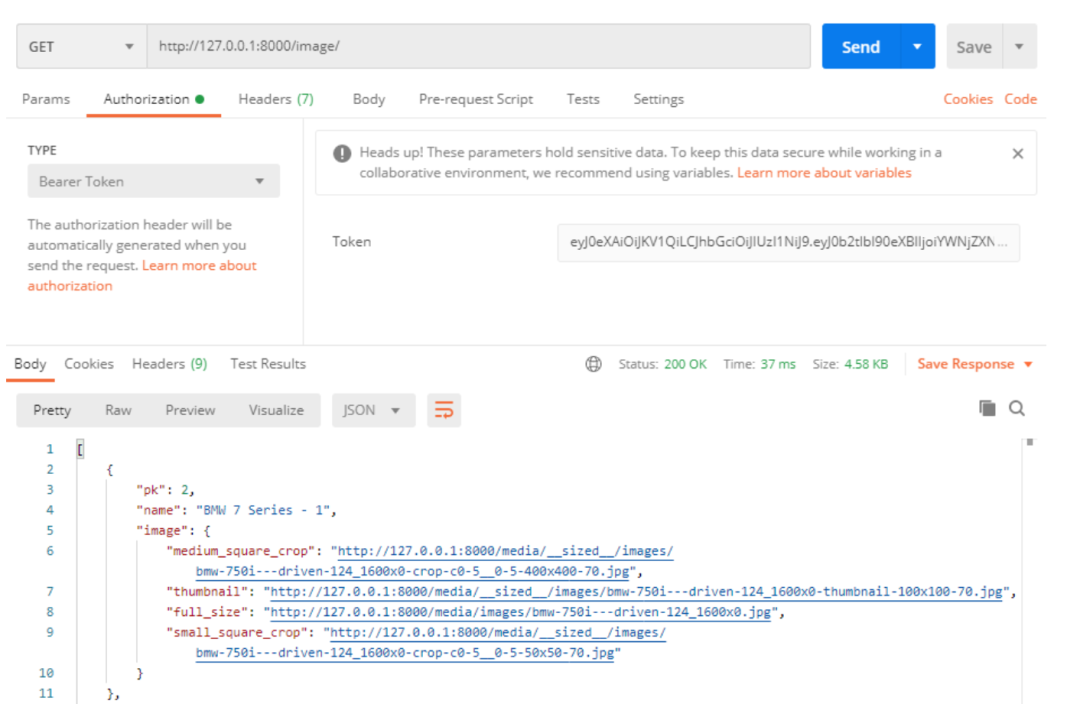 GET http://127.0.0.1:8000/image/ Send Save
Params Authorization Headers (7) Body Pre-request Script Tests Settings Cookies Code
TYPE
Bearer Token
The authorization header will be
automatically generated when you
send the request. Learn more about
authorization
Heads up! These parameters hold sensitive data. To keep this data secure while working in a
collaborative environment, we recommend using variables. Learn more about variables
Token eyJ0eXAiOiJKV1QiLCJhbGciOiJIUzI1NiJ9.eyJ0b2tlbl90eXBlIjoiYWNjZXN...
Body Cookies Headers (9) Test Results Status: 200 OK Time: 37 ms Size: 4.58 KB Save Response
Pretty Raw Preview Visualize JSON
1 [
2 {
3 "pk": 2,
4 "name": "BMW 7 Series - 1",
5 "image": {
6 "medium_square_crop": "http://127.0.0.1:8000/media/__sized__/images/
bmw-750i---driven-124_1600x0-crop-c0-5__0-5-400x400-70.jpg",
7 "thumbnail": "http://127.0.0.1:8000/media/__sized__/images/bmw-750i---driven-124_1600x0-thumbnail-100x100-70.jpg",
8 "full_size": "http://127.0.0.1:8000/media/images/bmw-750i---driven-124_1600x0.jpg",
9 "small_square_crop": "http://127.0.0.1:8000/media/__sized__/images/
bmw-750i---driven-124_1600x0-crop-c0-5__0-5-50x50-70.jpg"
10 }
11 },